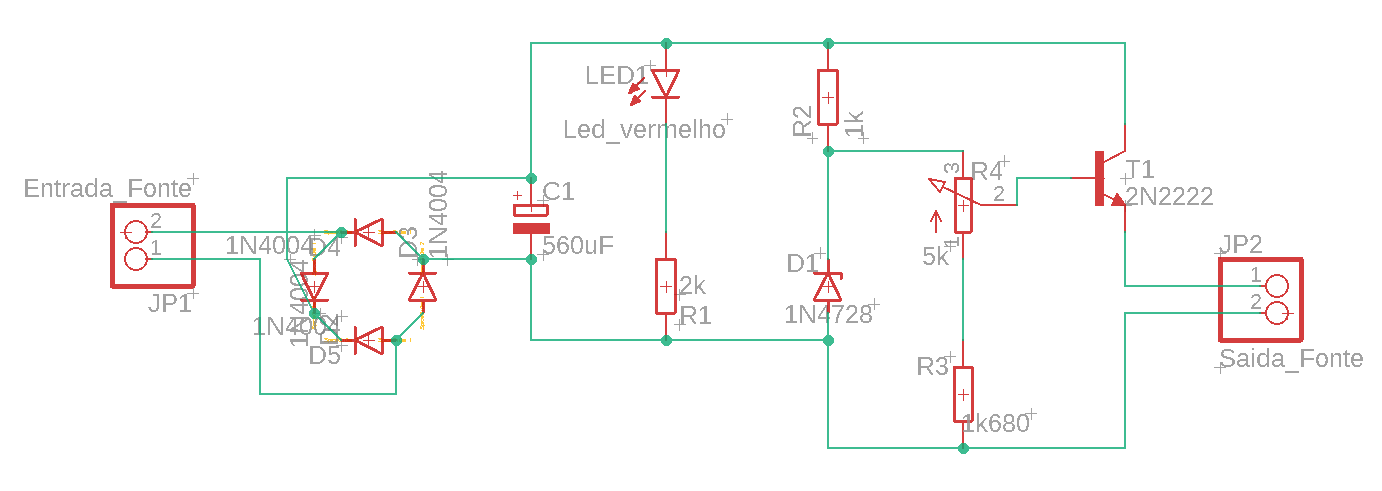 Entrada_Fonte
2
1
JP1
1N4004
D4
1N4004
D3
1N4004
1N4004
D5
C1
560uF
LED1
Led_vermelho
2k
R1
R2
1k
D1
1N4728
3
R4
2
1
5k
R3
1k680
T1
2N2222
JP2
1
2
Saida_Fonte